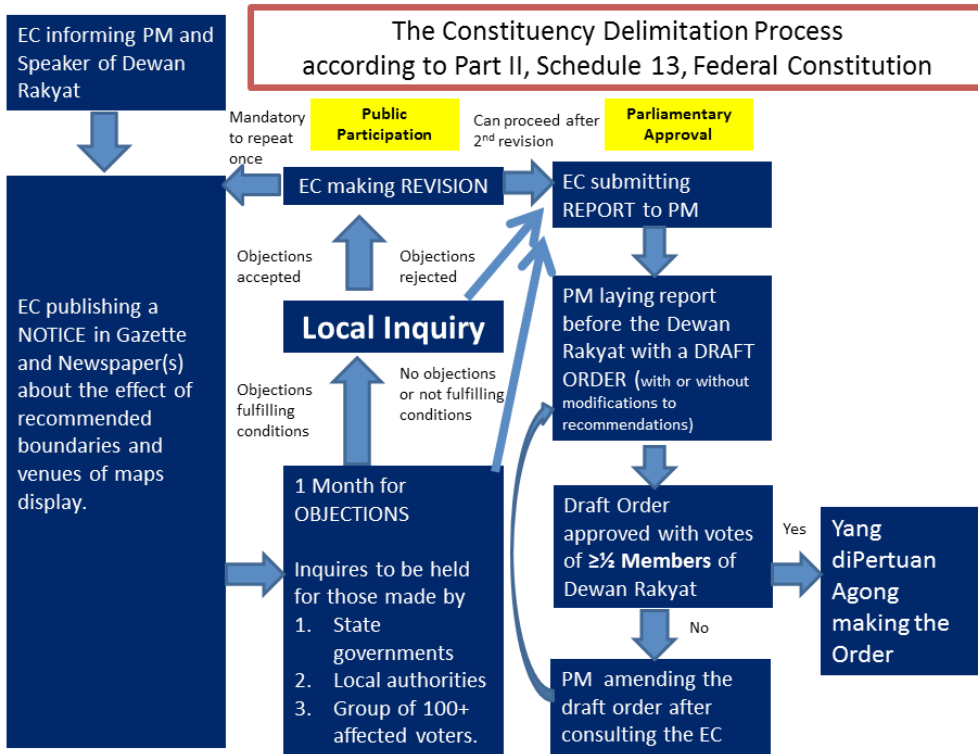 The Constituency Delimitation Process
according to Part II, Schedule 13, Federal Constitution
EC informing PM and
Speaker of Dewan
Rakyat
Mandatory
to repeat
once
Public
Participation
Can proceed after
2nd revision
Parliamentary
Approval
EC making REVISION
EC submitting
REPORT to PM
Objections
accepted
Objections
rejected
EC publishing a
NOTICE in Gazette
and Newspaper(s)
about the effect of
recommended
boundaries and
venues of maps
display.
Local Inquiry
PM laying report
before the Dewan
Rakyat with a DRAFT
ORDER (with or without
modifications to
recommendations)
Objections
fulfilling
conditions
No objections
or not fulfilling
conditions
1 Month for
OBJECTIONS
Inquires to be held
for those made by
1. State
governments
2. Local authorities
3. Group of 100+
affected voters.
Draft Order
approved with votes
of ≥½ Members of
Dewan Rakyat
Yes
Yang
diPertuan
Agong
making the
Order
No
PM amending the
draft order after
consulting the EC